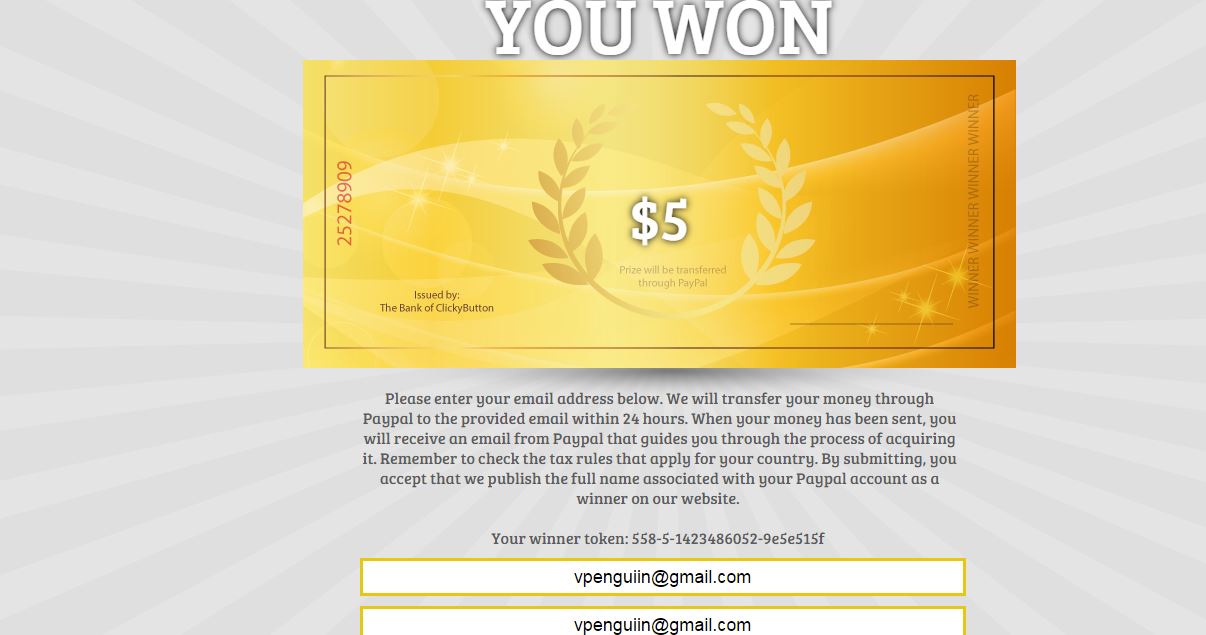 YOU WON
25278909
$5
Prize will be transferred
through PayPal
Issued by:
The Bank of ClickyButton
WINNER WINNER WINNER WINNER
Please enter your email address below. We will transfer your money through
Paypal to the provided email within 24 hours. When your money has been sent, you
will receive an email from Paypal that guides you through the process of acquiring
it. Remember to check the tax rules that apply for your country. By submitting, you
accept that we publish the full name associated with your Paypal account as a
winner on our website.
Your winner token: 558-5-1423486052-9e5e515f
vpenguiin@gmail.com
vpenguiin@gmail.com